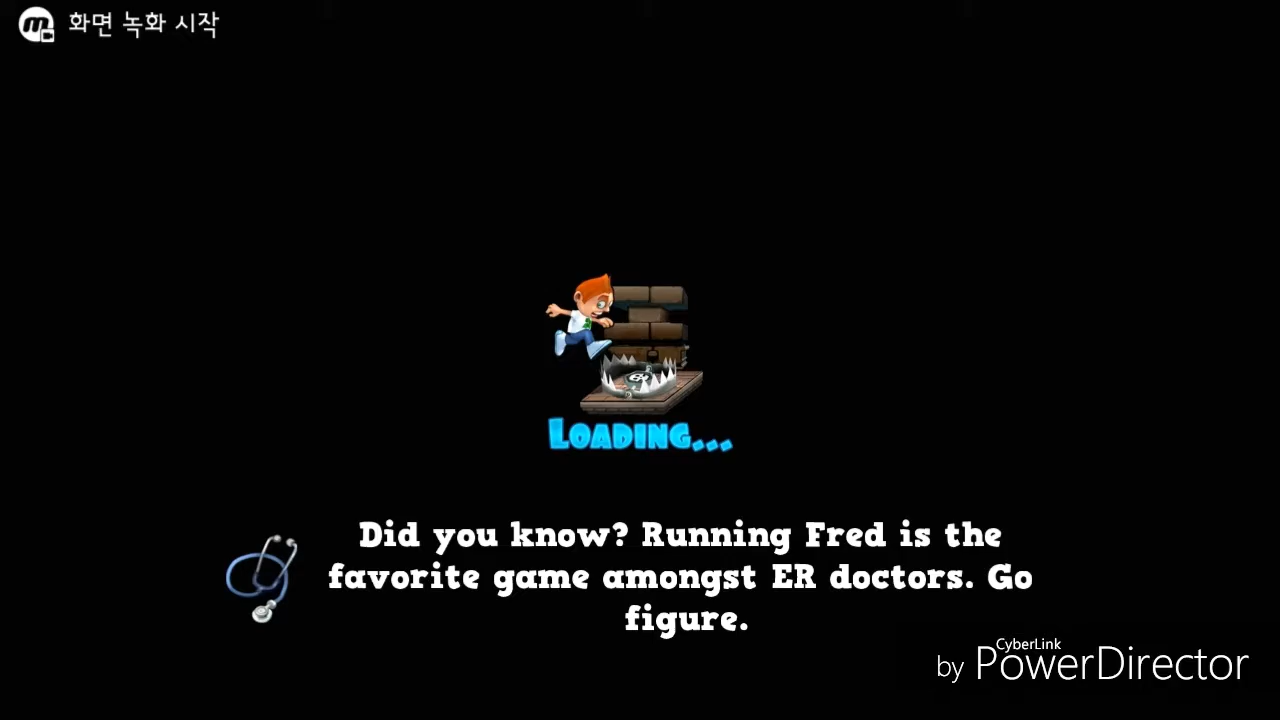 화면 녹화 시작
LOADING...
Did you know? Running Fred is the
favorite game amongst ER doctors. Go
figure.
CyberLink
by PowerDirector